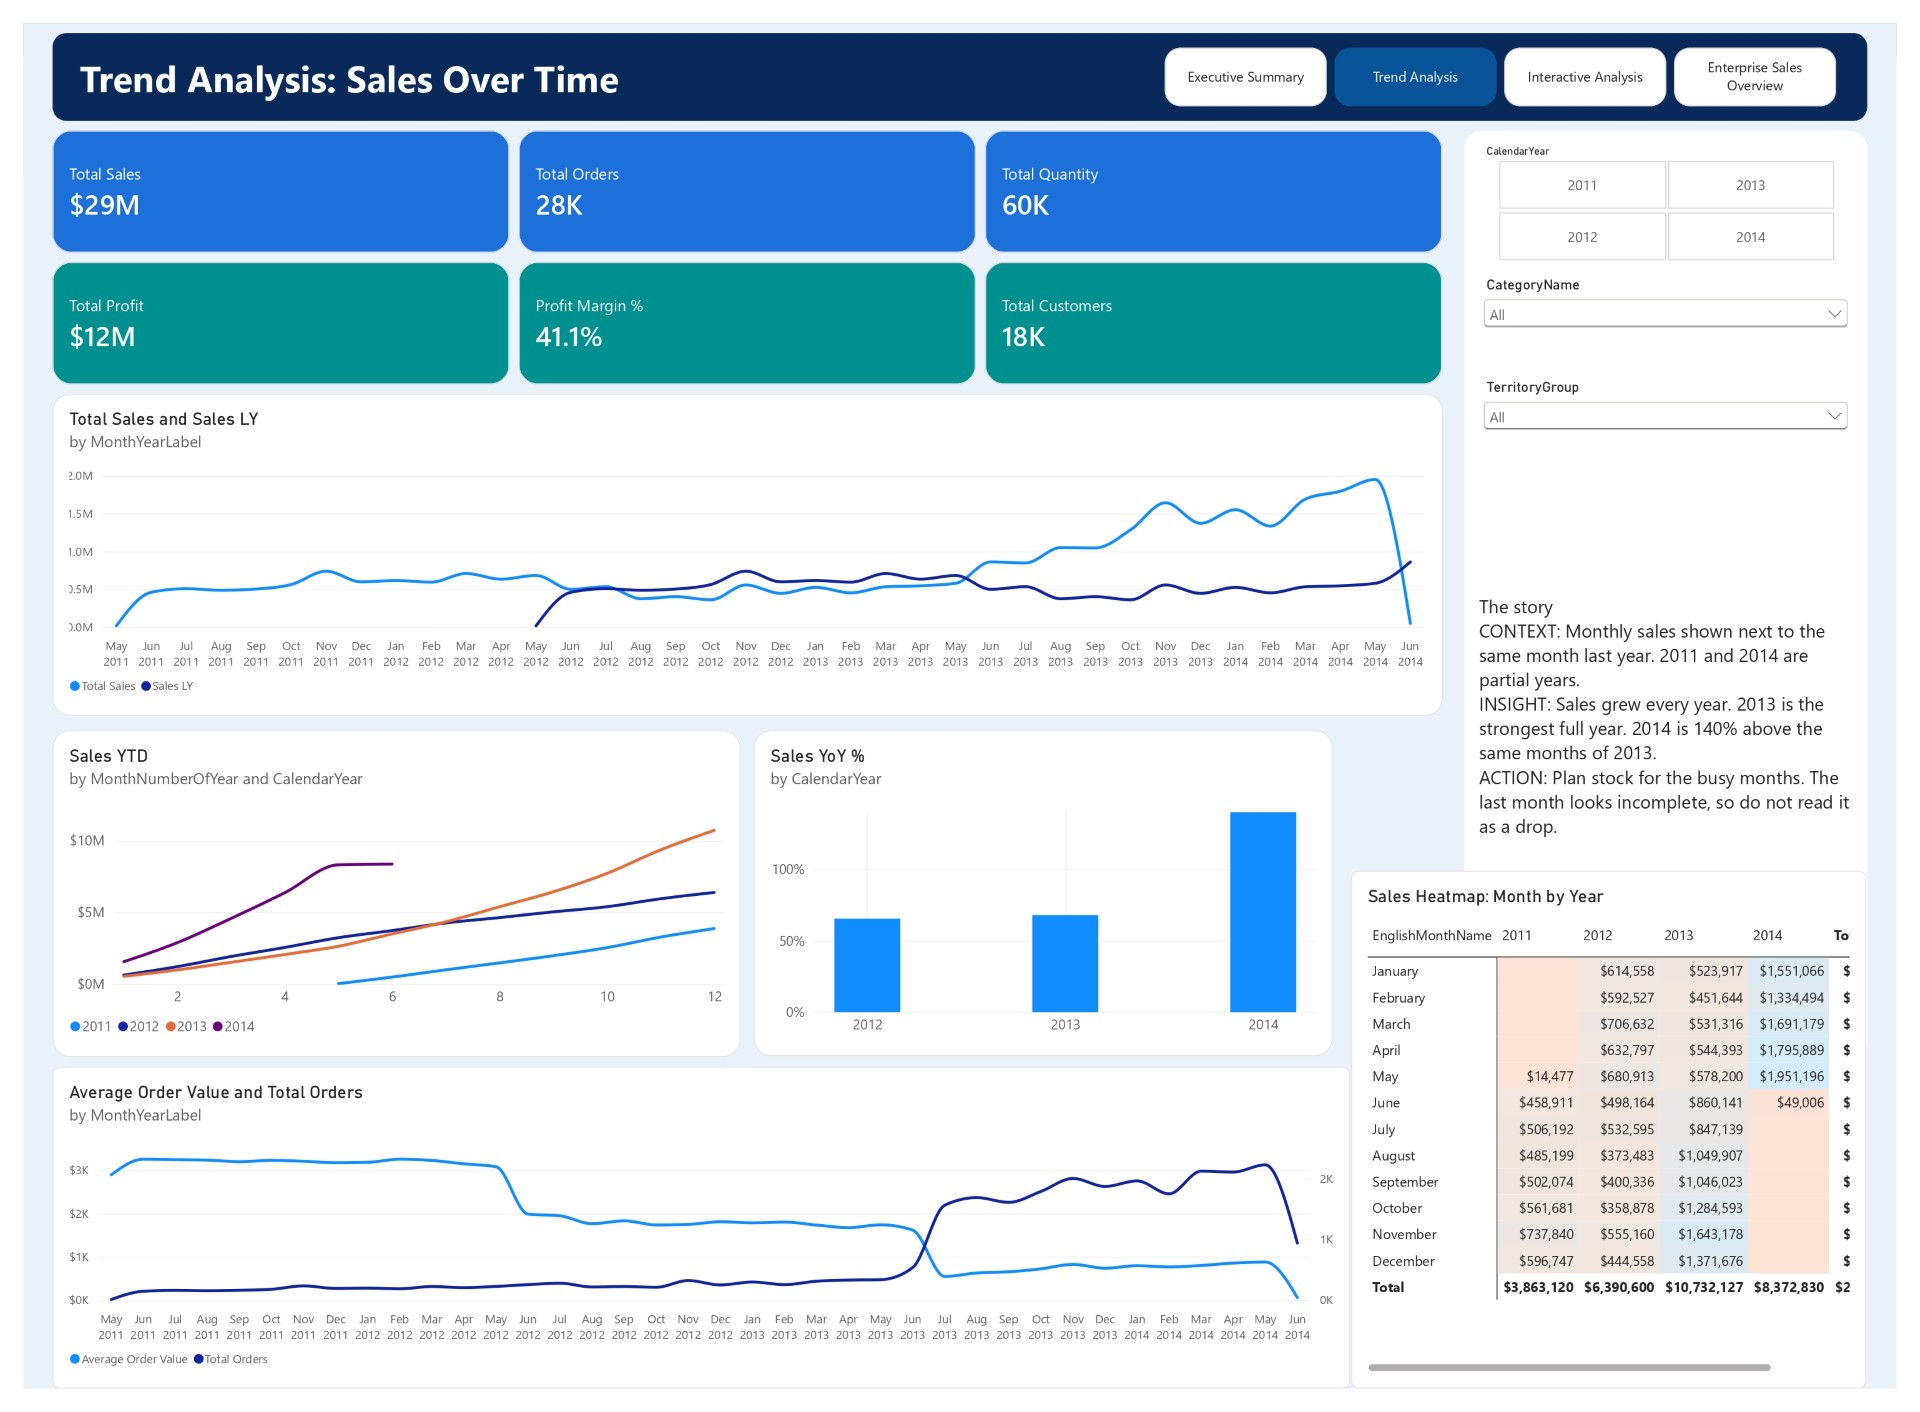 Trend Analysis: Sales Over Time
Executive Summary
Trend Analysis
Interactive Analysis
Enterprise Sales
Overview
Total Sales
$29M
Total Orders
28K
Total Quantity
60K
Total Profit
$12M
Profit Margin %
41.1%
Total Customers
18K
CalendarYear
2011 2013
2012 2014
CategoryName
All
TerritoryGroup
All
Total Sales and Sales LY
by MonthYearLabel
2.0M
1.5M
1.0M
0.5M
0.0M
May Jun Jul Aug Sep Oct Nov Dec Jan Feb Mar Apr May Jun Jul Aug Sep Oct Nov Dec Jan Feb Mar Apr May Jun Jul Aug Sep Oct Nov Dec Jan Feb Mar Apr May Jun
2011 2011 2011 2011 2011 2011 2011 2011 2012 2012 2012 2012 2012 2012 2012 2012 2012 2012 2012 2012 2013 2013 2013 2013 2013 2013 2013 2013 2013 2013 2013 2013 2014 2014 2014 2014 2014 2014
Total Sales Sales LY
The story
CONTEXT: Monthly sales shown next to the
same month last year. 2011 and 2014 are
partial years.
INSIGHT: Sales grew every year. 2013 is the
strongest full year. 2014 is 140% above the
same months of 2013.
ACTION: Plan stock for the busy months. The
last month looks incomplete, so do not read it
as a drop.
Sales YTD
by MonthNumberOfYear and CalendarYear
$10M
$5M
$0M
2 4 6 8 10 12
2011 2012 2013 2014
Sales YoY %
by CalendarYear
100%
50%
0%
2012 2013 2014
Sales Heatmap: Month by Year
EnglishMonthName 2011 2012 2013 2014 To
January $614,558 $523,917 $1,551,066 $
February $592,527 $451,644 $1,334,494 $
March $706,632 $531,316 $1,691,179 $
April $632,797 $544,393 $1,795,889 $
May $14,477 $680,913 $578,200 $1,951,196 $
June $458,911 $498,164 $860,141 $49,006 $
July $506,192 $532,595 $847,139 $
August $485,199 $373,483 $1,049,907 $
September $502,074 $400,336 $1,046,023 $
October $561,681 $358,878 $1,284,593 $
November $737,840 $555,160 $1,643,178 $
December $596,747 $444,558 $1,371,676 $
Total $3,863,120 $6,390,600 $10,732,127 $8,372,830 $2
Average Order Value and Total Orders
by MonthYearLabel
$3K
$2K
$1K
$0K
2K
1K
0K
May Jun Jul Aug Sep Oct Nov Dec Jan Feb Mar Apr May Jun Jul Aug Sep Oct Nov Dec Jan Feb Mar Apr May Jun Jul Aug Sep Oct Nov Dec Jan Feb Mar Apr May Jun
2011 2011 2011 2011 2011 2011 2011 2011 2012 2012 2012 2012 2012 2012 2012 2012 2012 2012 2012 2012 2013 2013 2013 2013 2013 2013 2013 2013 2013 2013 2013 2013 2014 2014 2014 2014 2014 2014
Average Order Value Total Orders